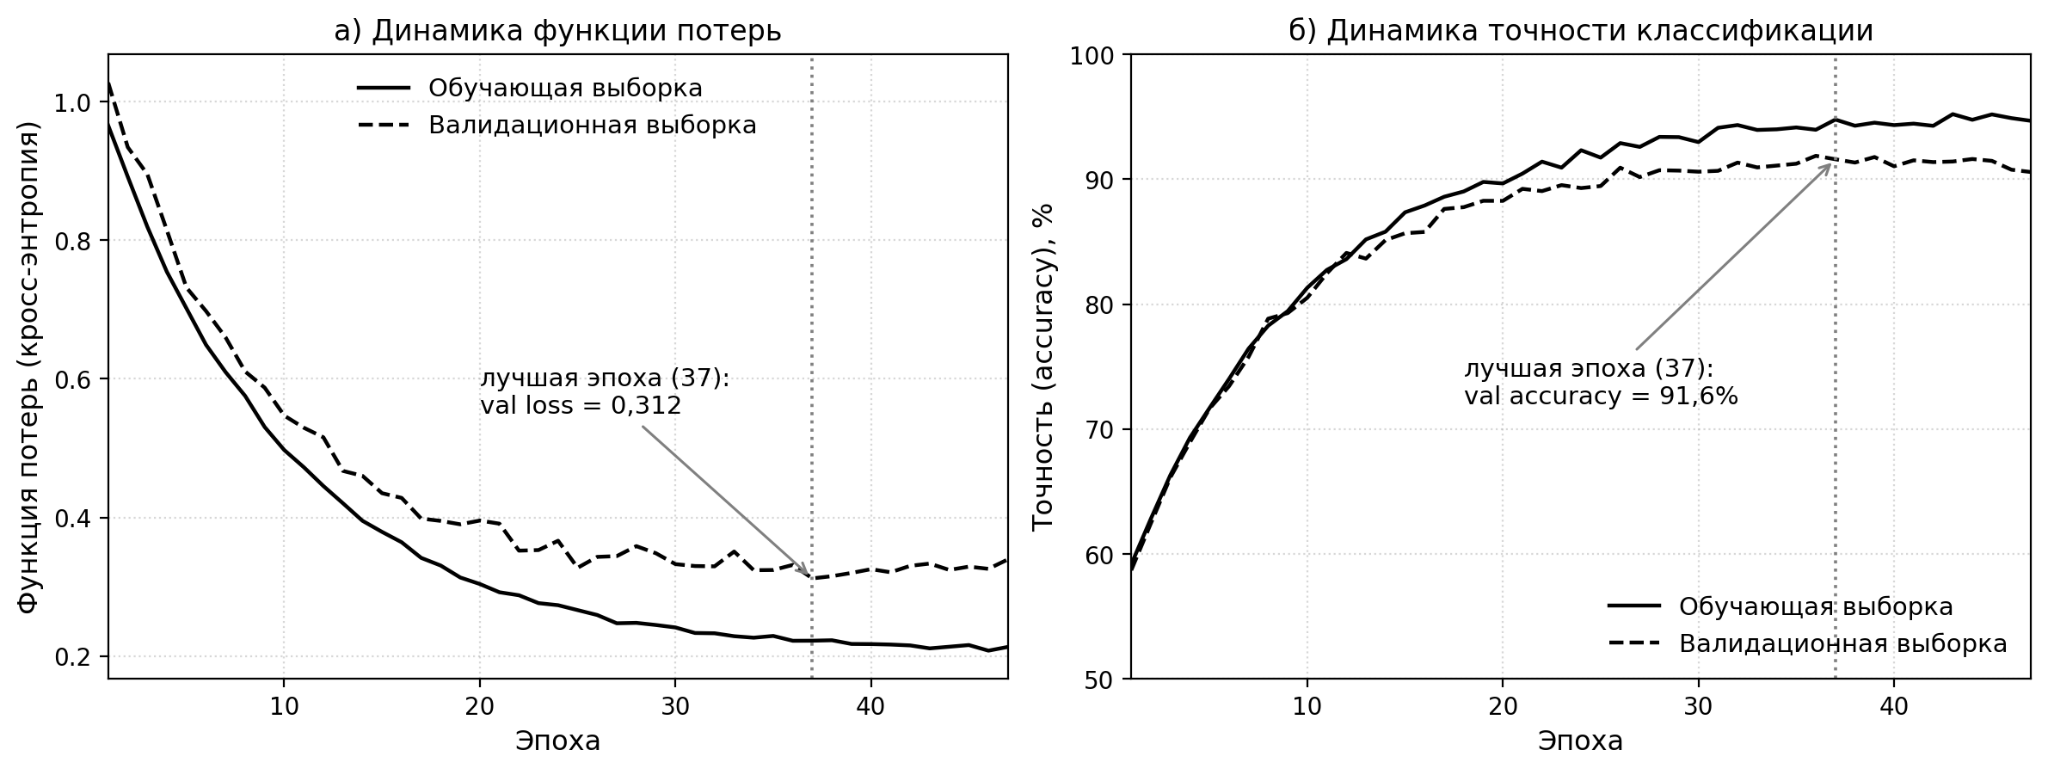 а) Динамика функции потерь
Функция потерь (кросс-энтропия)
1.0
0.8
0.6
0.4
0.2
Обучающая выборка
Валидационная выборка
лучшая эпоха (37):
val loss = 0,312
10 20 30 40
Эпоха
б) Динамика точности классификации
Точность (accuracy), %
100
90
80
70
60
50
лучшая эпоха (37):
val accuracy = 91,6%
Обучающая выборка
Валидационная выборка
10 20 30 40
Эпоха